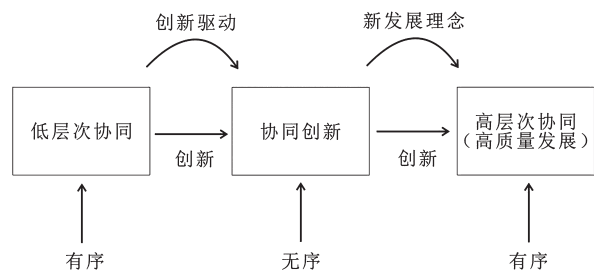 创新驱动
新发展理念
低层次协同
创新
协同创新
创新
高层次协同
（高质量发展）
有序
无序
有序